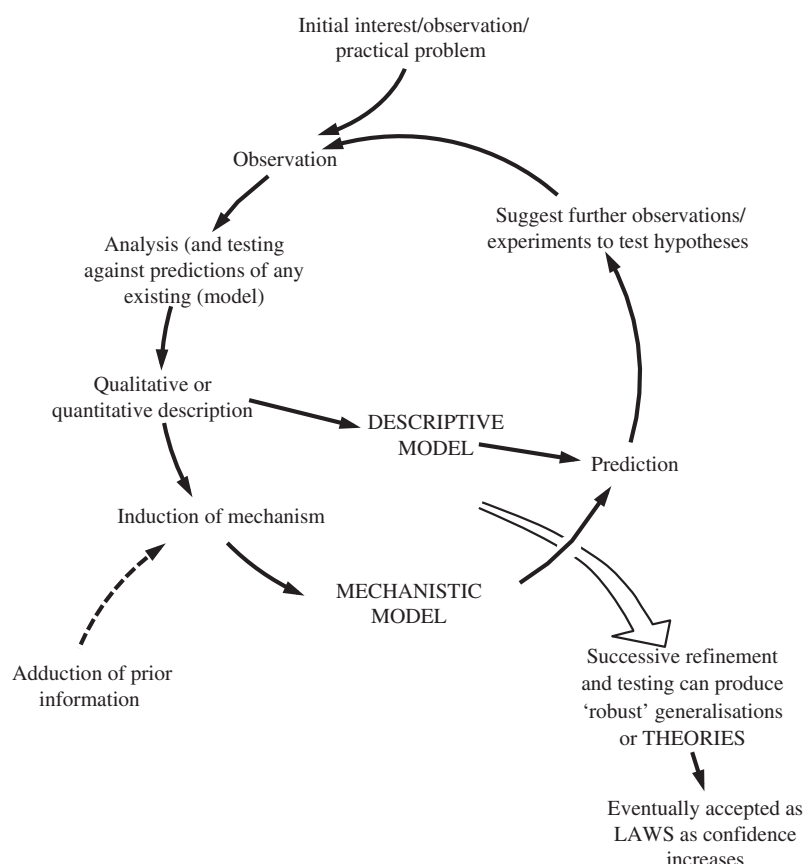 Initial interest/observation/
practical problem
Observation
Suggest further observations/
experiments to test hypotheses
Analysis (and testing
against predictions of any
existing (model)
Qualitative or
quantitative description
DESCRIPTIVE
MODEL
Prediction
Induction of mechanism
MECHANISTIC
MODEL
Adduction of prior
information
Successive refinement
and testing can produce
‘robust’ generalisations
or THEORIES
Eventually accepted as
LAWS as confidence
increases